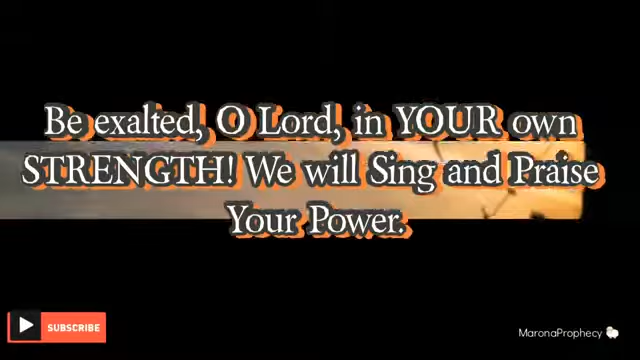 Be exalted, O Lord, in YOUR own
STRENGTH! We will Sing and Praise
Your Power.
SUBSCRIBE
MaronaProphecy